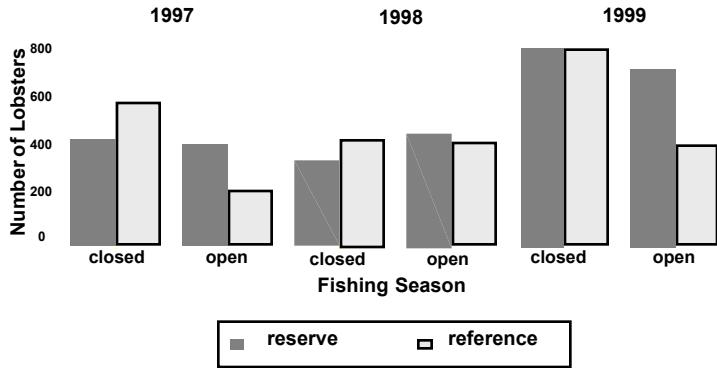 1997 1998 1999
Number of Lobsters
800
600
400
200
0
closed open closed open closed open
Fishing Season
reserve reference